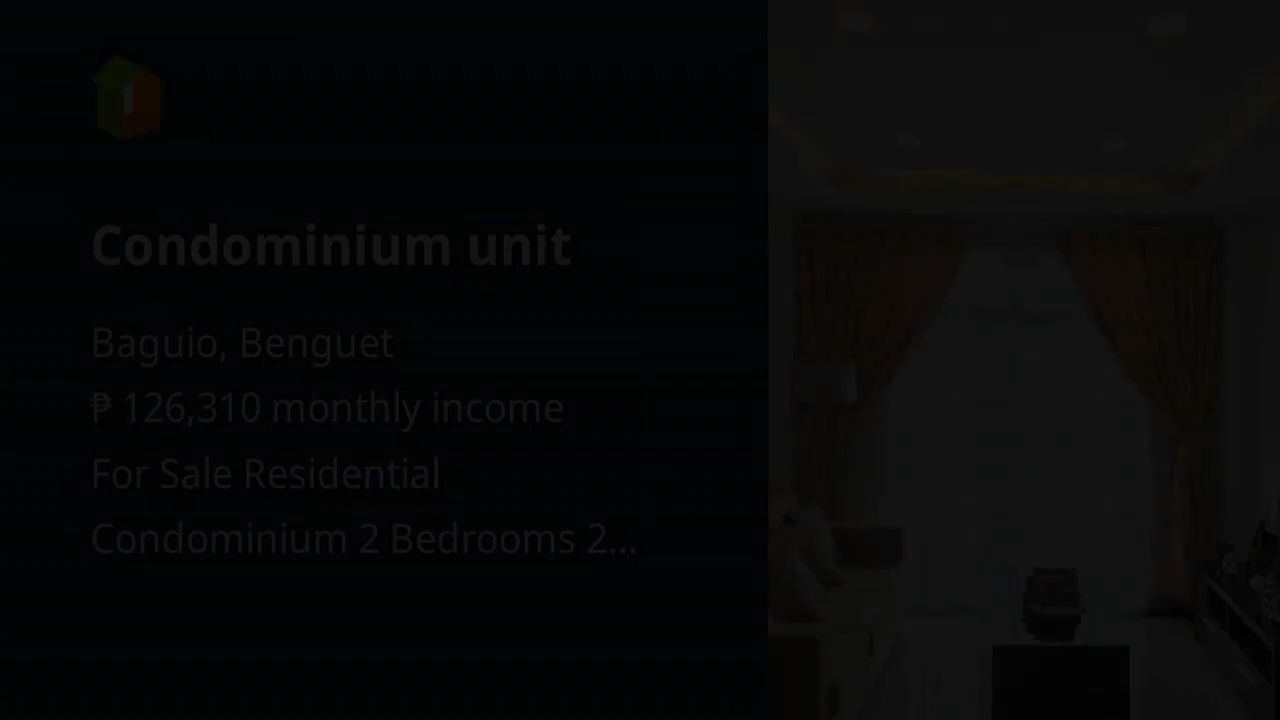 Condominium unit
Baguio, Benguet
₱ 126,310 monthly income
For Sale Residential
Condominium 2 Bedrooms 2...